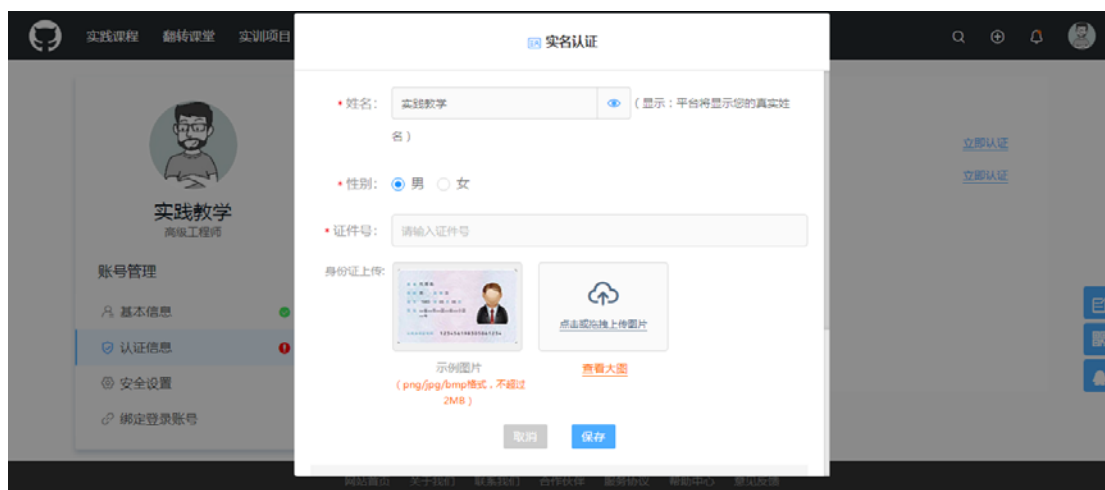 实践课程 翻转课堂 实训项目
实名认证
*姓名: 实践教学 （显示：平台将显示您的真实姓
名）
立即认证
*性别: 男 女
立即认证
实践教学
高级工程师
*证件号: 请输入证件号
账号管理
身份证上传:
基本信息
点击或拖拽上传图片
认证信息
示例图片
查看大图
（png/jpg/bmp格式，不超过
2MB）
安全设置
绑定登录账号
取消 保存
网站首页 关于我们 联系我们 合作伙伴 服务协议 帮助中心 意见反馈